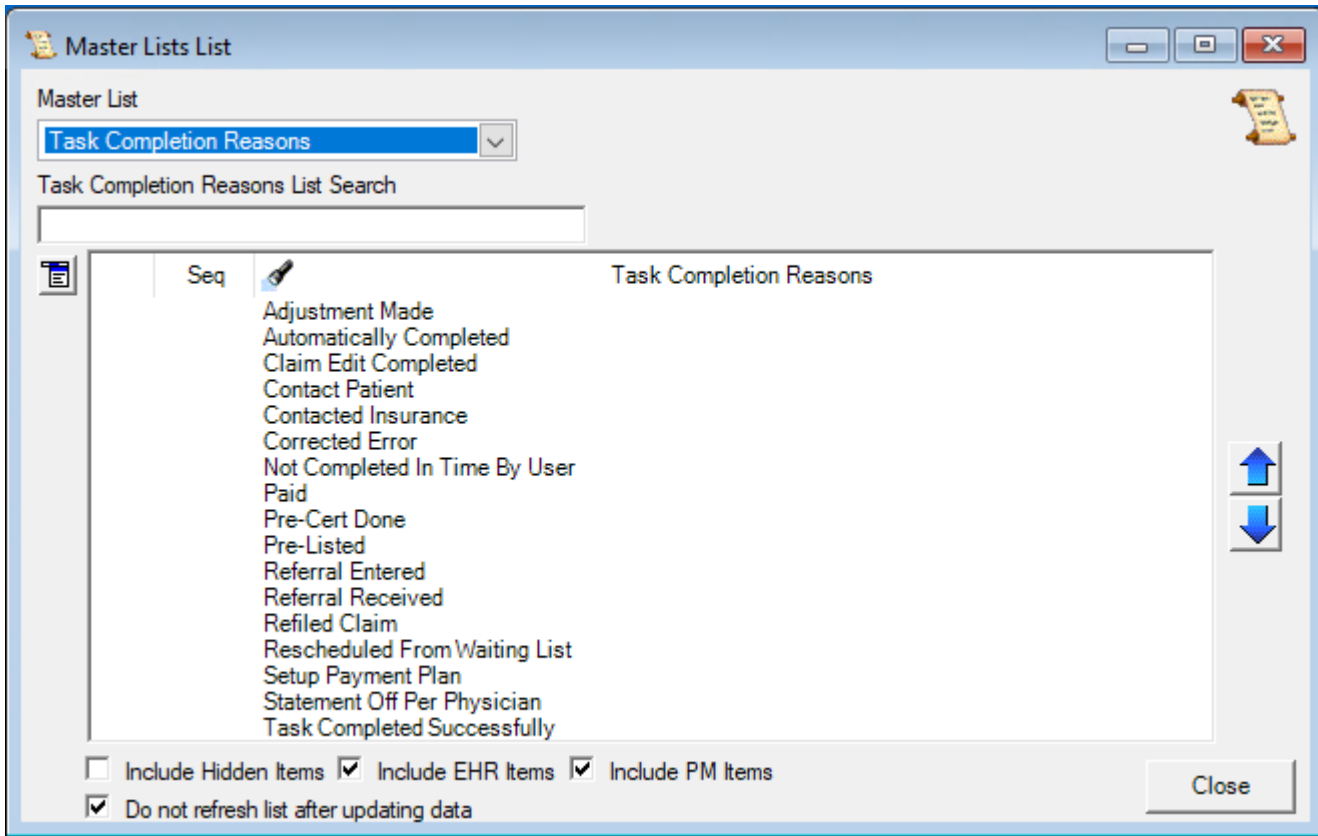 Master Lists List
Master List
Task Completion Reasons
Task Completion Reasons List Search
Seq Task Completion Reasons
Adjustment Made
Automatically Completed
Claim Edit Completed
Contact Patient
Contacted Insurance
Corrected Error
Not Completed In Time By User
Paid
Pre-Cert Done
Pre-Listed
Referral Entered
Referral Received
Refiled Claim
Rescheduled From Waiting List
Setup Payment Plan
Statement Off Per Physician
Task Completed Successfully
Include Hidden Items Include EHR Items Include PM Items
Do not refresh list after updating data
Close